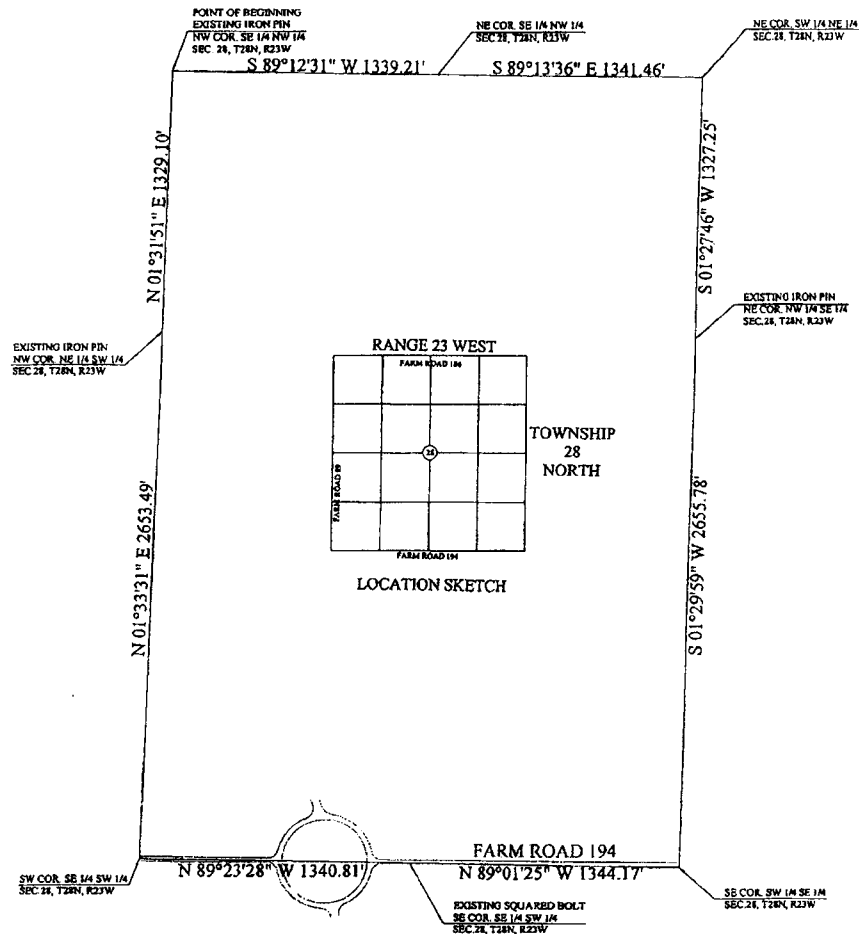 POINT OF BEGINNING
EXISTING IRON PIN
NW COR. SE 1/4 NW 1/4
SEC. 28, T28N, R23W
NE COR. SE 1/4 NW 1/4
SEC. 28, T28N, R23W
NE COR. SW 1/4 NE 1/4
SEC. 28, T28N, R23W
S 89°12'31" W 1339.21'
S 89°13'36" E 1341.46'
N 01°31'51" E 1329.10'
S 01°27'46" W 1327.25'
EXISTING IRON PIN
NE COR. NW 1/4 SE 1/4
SEC. 28, T28N, R23W
EXISTING IRON PIN
NW COR. NE 1/4 SW 1/4
SEC. 28, T28N, R23W
RANGE 23 WEST
FARM ROAD 186
TOWNSHIP
28
NORTH
28
FARM ROAD 89
FARM ROAD 194
LOCATION SKETCH
N 01°33'31" E 2653.49'
S 01°29'59" W 2655.78'
FARM ROAD 194
N 89°23'28" W 1340.81'
N 89°01'25" W 1344.17'
SW COR. SE 1/4 SW 1/4
SEC. 28, T28N, R23W
EXISTING SQUARED BOLT
SE COR. SE 1/4 SW 1/4
SEC. 28, T28N, R23W
SE COR. SW 1/4 SE 1/4
SEC. 28, T28N, R23W